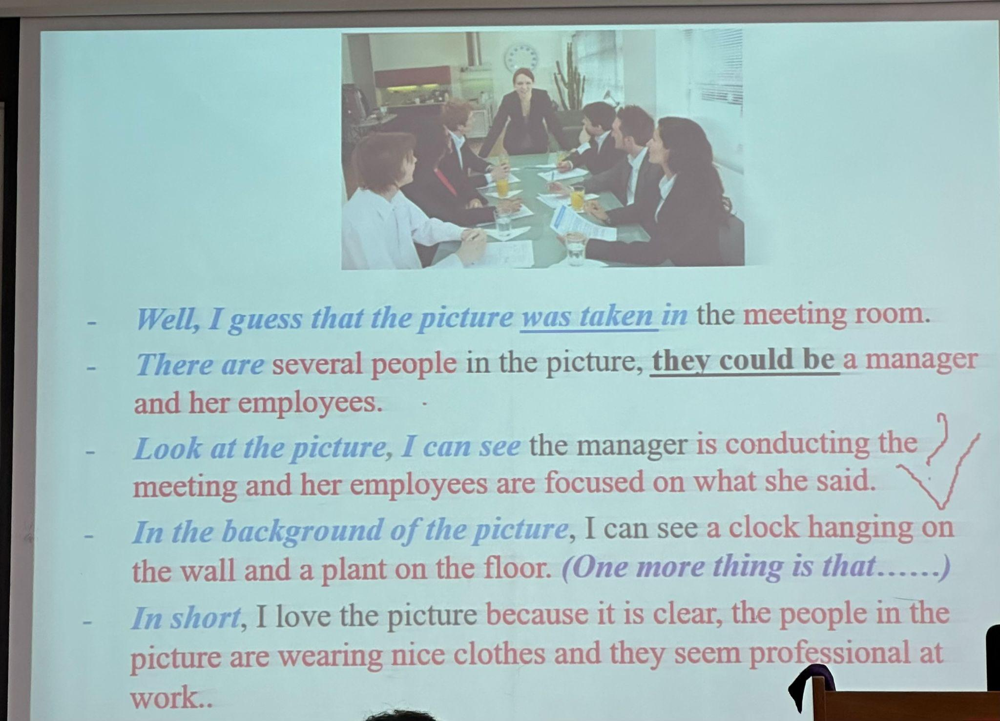 - Well, I guess that the picture was taken in the meeting room.
- There are several people in the picture, they could be a manager
and her employees.
- Look at the picture, I can see the manager is conducting the
meeting and her employees are focused on what she said.
- In the background of the picture, I can see a clock hanging on
the wall and a plant on the floor. (One more thing is that......)
- In short, I love the picture because it is clear, the people in the
picture are wearing nice clothes and they seem professional at
work..